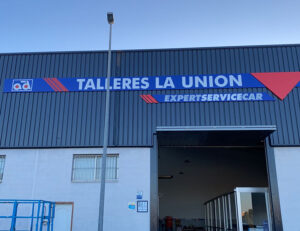 ad
TALLERES LA UNION
EXPERTSERVICECAR